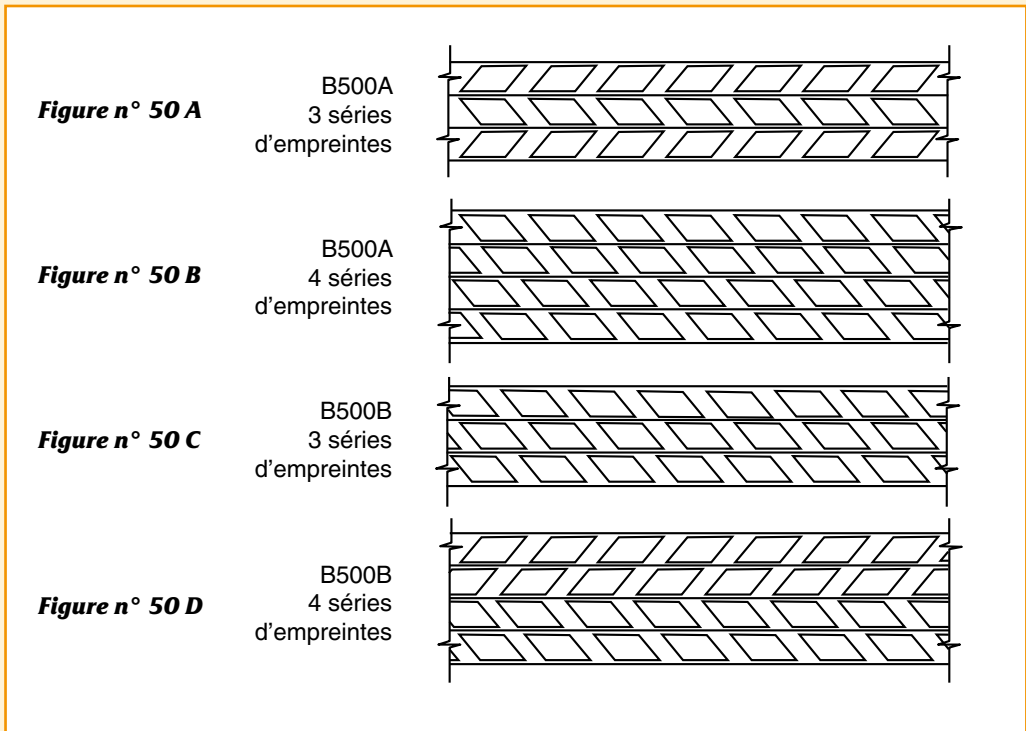 Figure n° 50 A
B500A
3 séries
d'empreintes
Figure n° 50 B
B500A
4 séries
d'empreintes
Figure n° 50 C
B500B
3 séries
d'empreintes
Figure n° 50 D
B500B
4 séries
d'empreintes